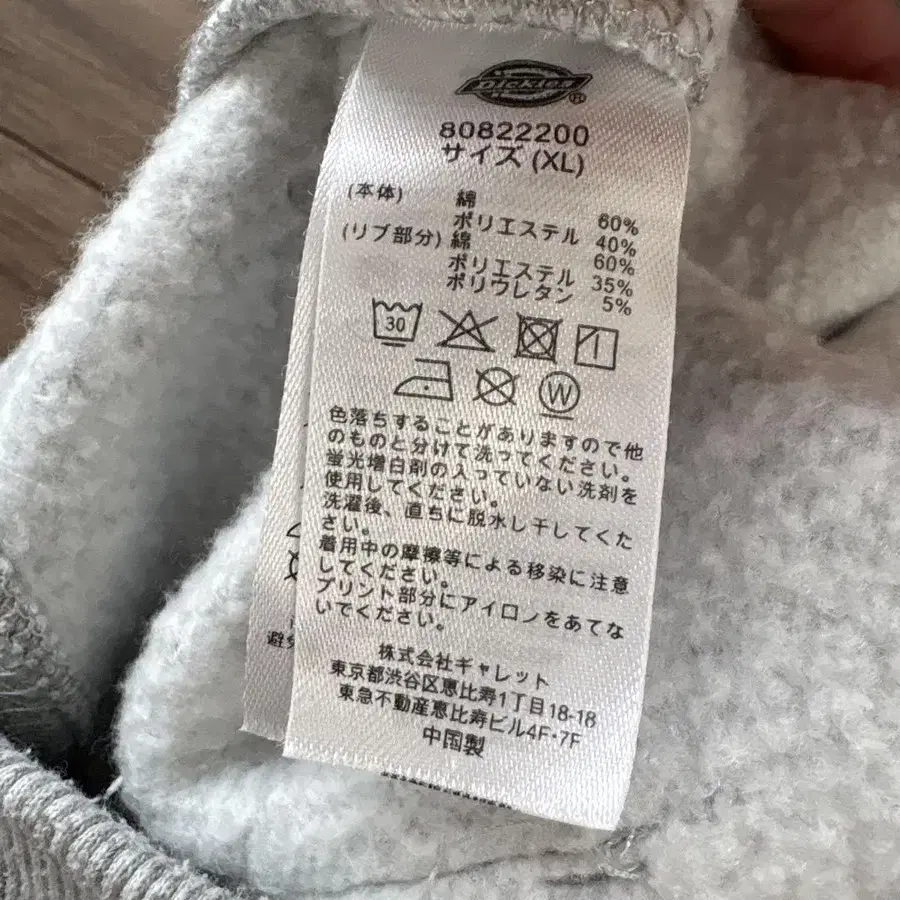 Dickies®
80822200
サイズ (XL)
(本体) 綿 60%
ポリエステル 40%
(リブ部分) 綿 60%
ポリエステル 35%
ポリウレタン 5%
30
W
色落ちすることがありますので他
のものと分けて洗ってください。
蛍光増白剤の入っていない洗剤を
使用してください。
洗濯後、直ちに脱水し干してくだ
さい。
着用中の摩擦等による移染に注意
してください。
プリント部分にアイロンをあてな
いでください。
株式会社ギャレット
東京都渋谷区恵比寿1丁目18-18
東急不動産恵比寿ビル4F・7F
中国製
避免